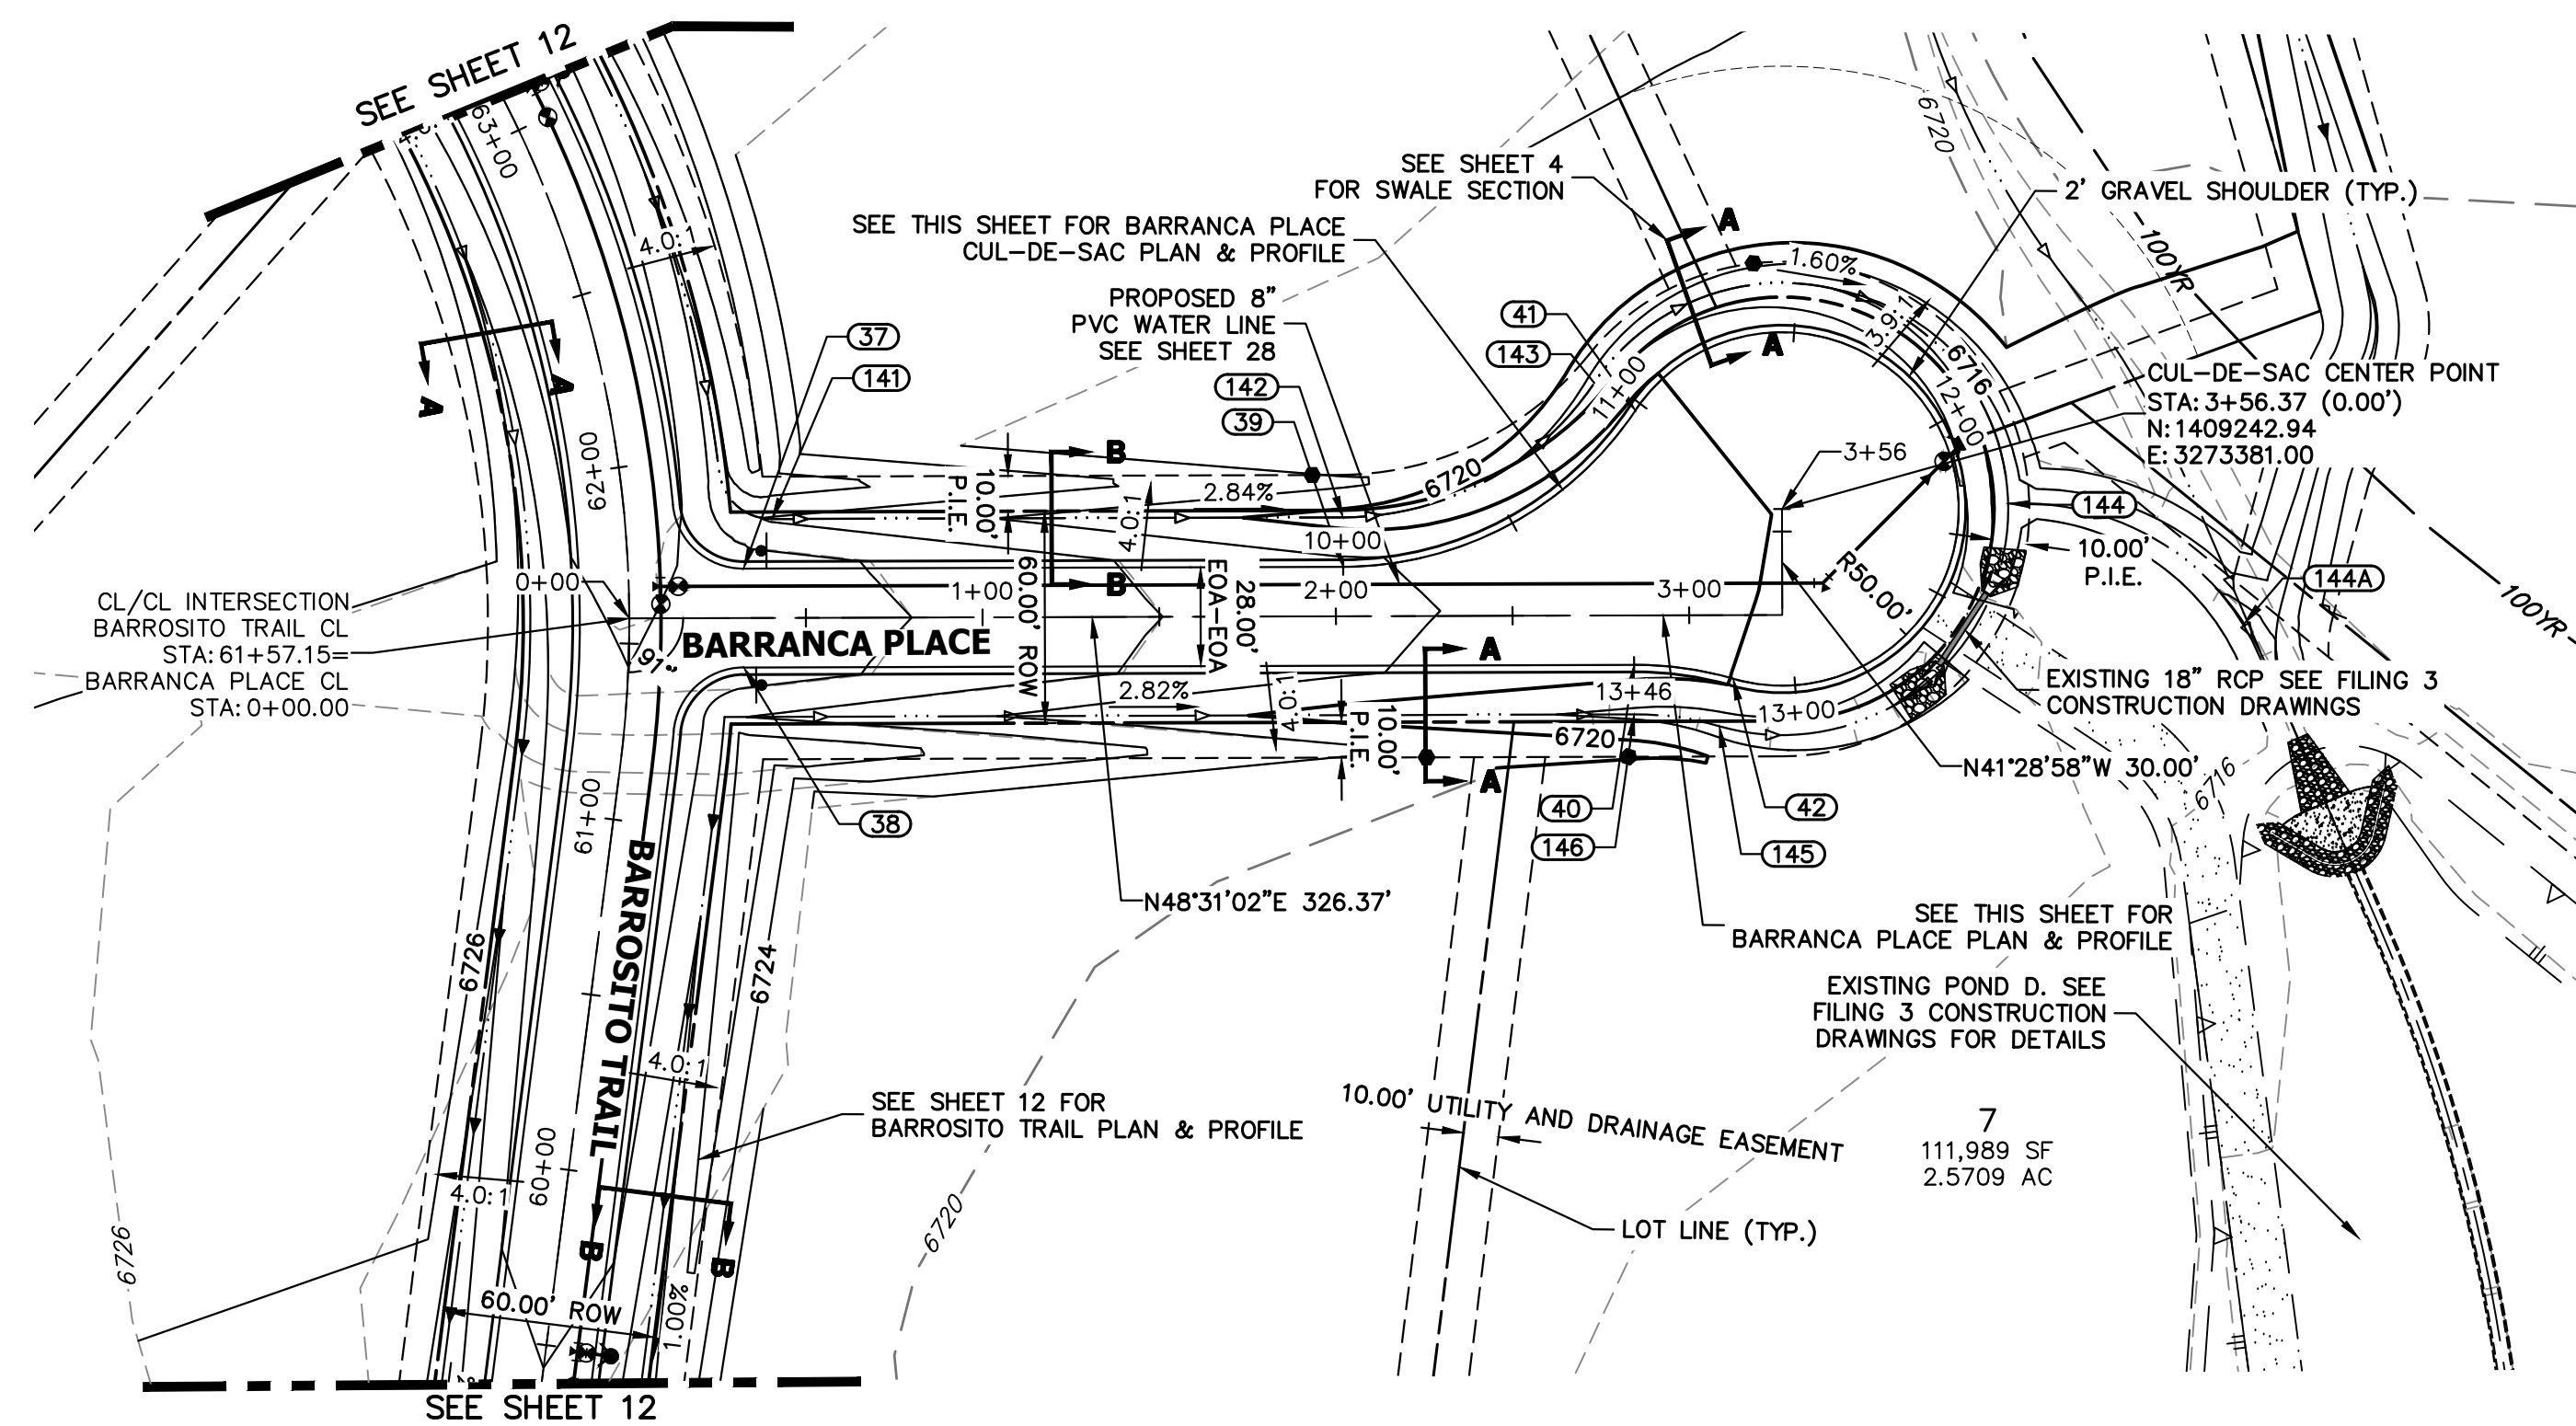 SEE SHEET 12
63+00
4.0:1
62+00
A
A
SEE SHEET 4
FOR SWALE SECTION
SEE THIS SHEET FOR BARRANCA PLACE
CUL-DE-SAC PLAN & PROFILE
PROPOSED 8"
PVC WATER LINE
SEE SHEET 28
37
141
142
39
41
143
A
A
1.60%
3.9:1
6716
6720
2' GRAVEL SHOULDER (TYP.)
100YR
CUL-DE-SAC CENTER POINT
STA: 3+56.37 (0.00')
N: 1409242.94
E: 3273381.00
11+00
12+00
3+56
144
144A
10.00'
P.I.E.
100YR
B
B
10.00'
P.I.E.
2.84%
4.0:1
6720
10+00
0+00
1+00
60.00' ROW
EOA-EOA
28.00'
2+00
3+00
R50.00'
CL/CL INTERSECTION
BARROSITO TRAIL CL
STA: 61+57.15=
BARRANCA PLACE CL
STA: 0+00.00
91°
BARRANCA PLACE
2.82%
4.0:1
10.00'
P.I.E.
A
A
13+46
13+00
6720
EXISTING 18" RCP SEE FILING 3
CONSTRUCTION DRAWINGS
N41°28'58"W 30.00'
6716
38
40
146
42
145
61+00
BARROSITO TRAIL
N48°31'02"E 326.37'
SEE THIS SHEET FOR
BARRANCA PLACE PLAN & PROFILE
6726
6724
EXISTING POND D. SEE
FILING 3 CONSTRUCTION
DRAWINGS FOR DETAILS
4.0:1
SEE SHEET 12 FOR
BARROSITO TRAIL PLAN & PROFILE
10.00' UTILITY AND DRAINAGE EASEMENT
7
111,989 SF
2.5709 AC
60+00
4.0:1
6726
6720
LOT LINE (TYP.)
B
B
60.00' ROW
1.00%
SEE SHEET 12